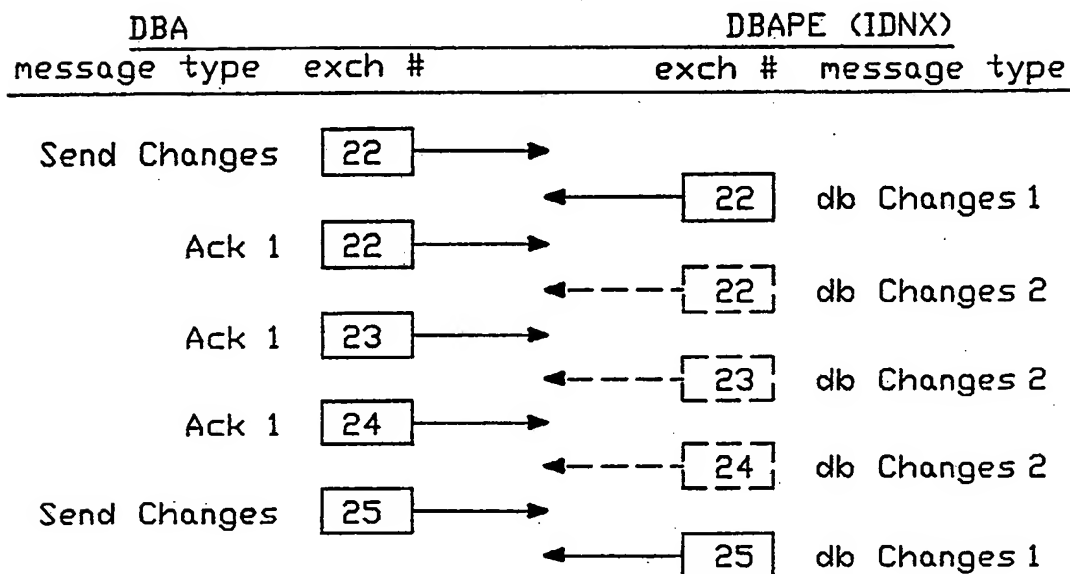 DBA DBAPE (IDNX)
message type exch # exch # message type
Send Changes 22
22 db Changes 1
Ack 1 22
22 db Changes 2
Ack 1 23
23 db Changes 2
Ack 1 24
24 db Changes 2
Send Changes 25
25 db Changes 1